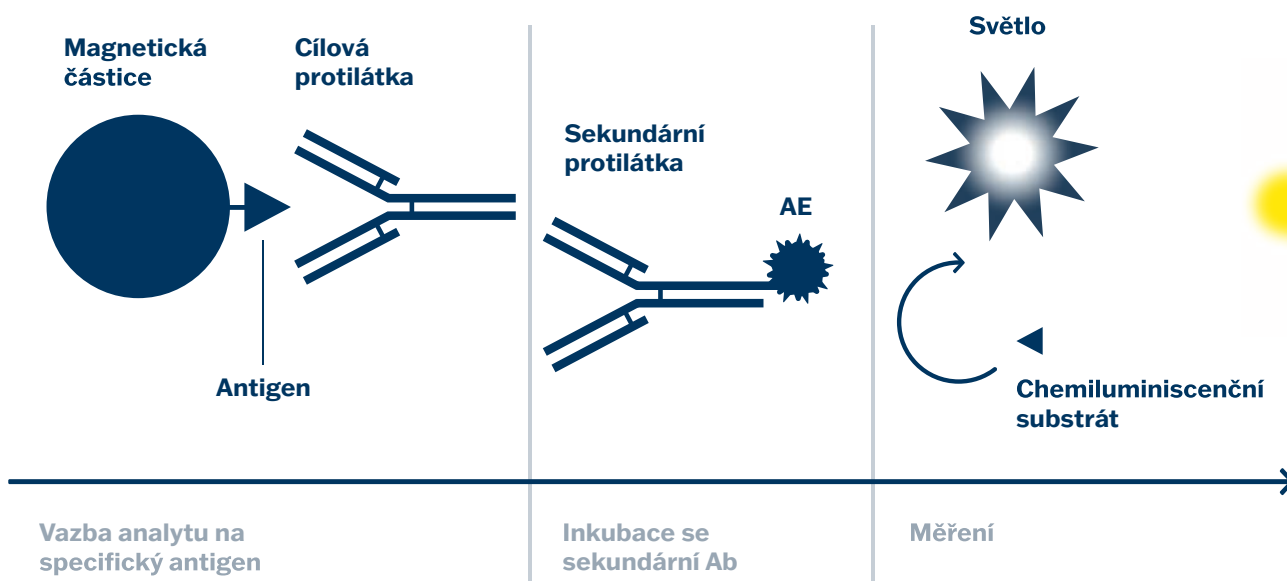 Magnetická
částice
Cílová
protilátka
Antigen
Sekundární
protilátka
AE
Světlo
Chemiluminiscenční
substrát
Vazba analytu na
specifický antigen
Inkubace se
sekundární Ab
Měření